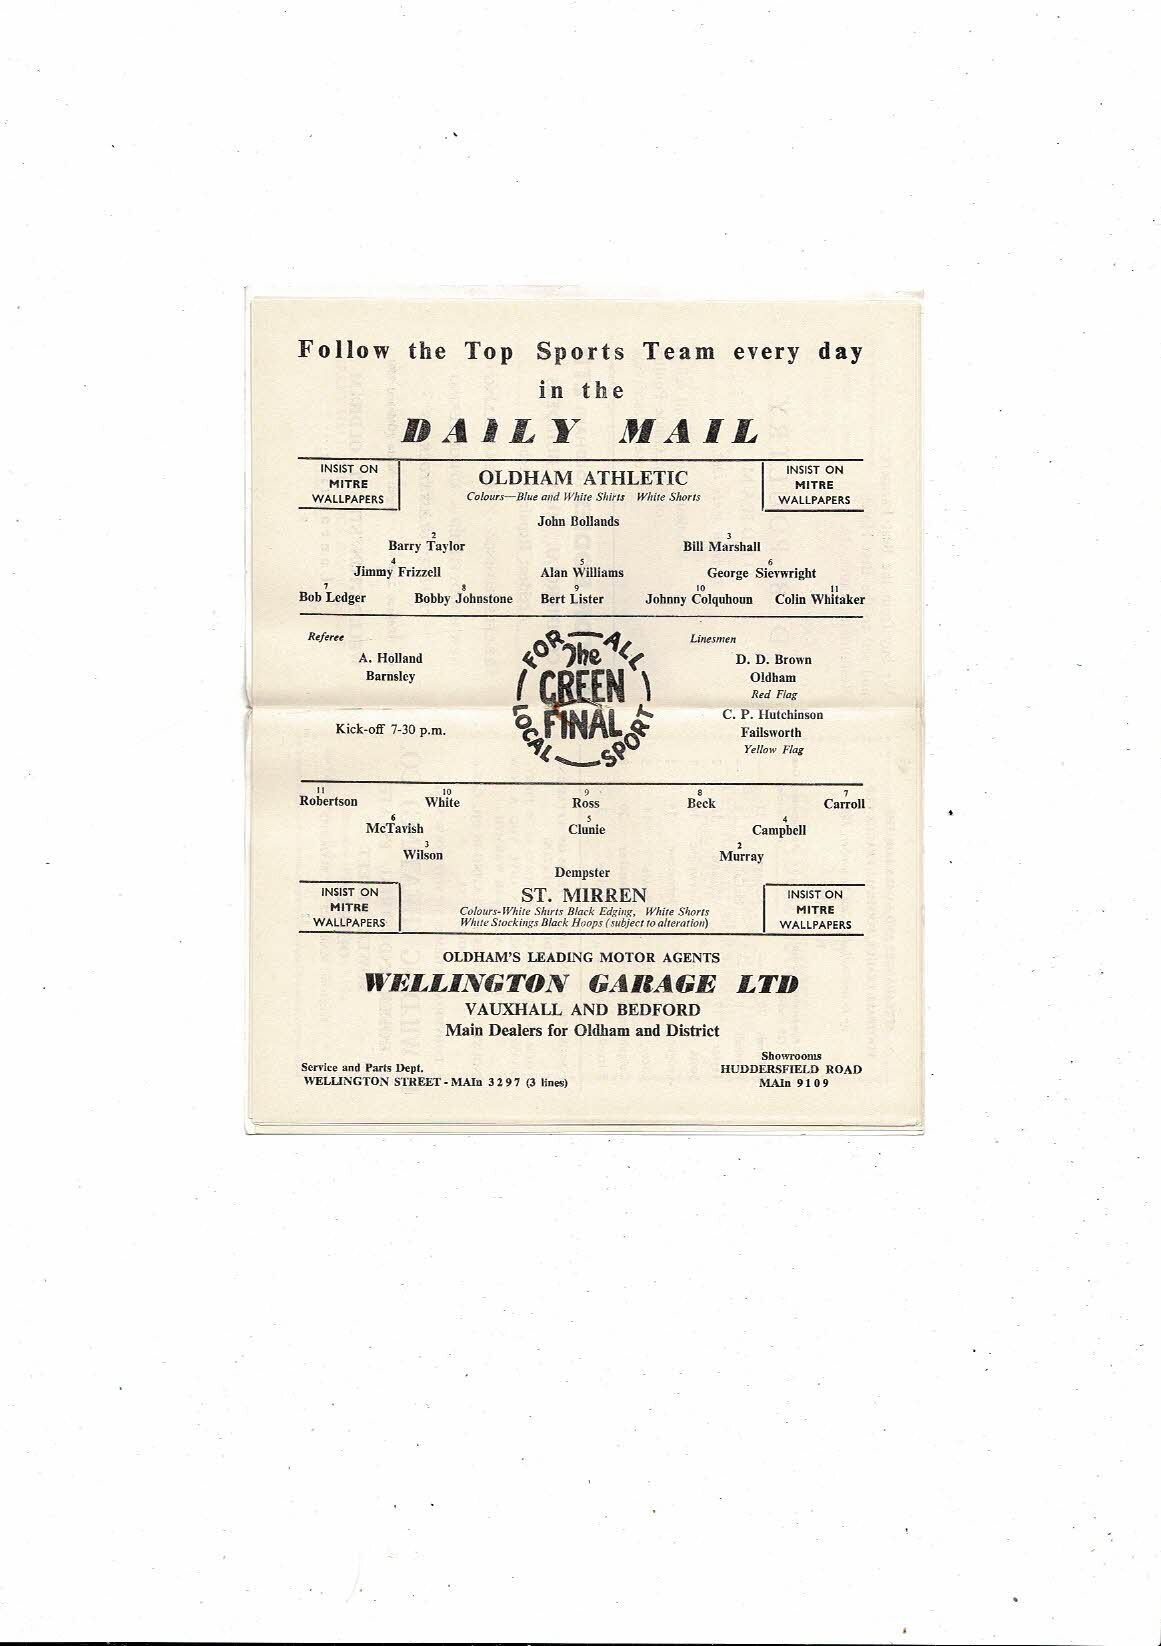 Follow the Top Sports Team every day
in the
DAILY MAIL
INSIST ON
MITRE
WALLPAPERS
OLDHAM ATHLETIC
Colours—Blue and White Shirts White Shorts
INSIST ON
MITRE
WALLPAPERS
John Bollands
2 3
Barry Taylor Bill Marshall
4 5 6
Jimmy Frizzell Alan Williams George Sievwright
7 8 9 10 11
Bob Ledger Bobby Johnstone Bert Lister Johnny Colquhoun Colin Whitaker
Referee
A. Holland
Barnsley
Kick-off 7-30 p.m.
FOR ALL
The
GREEN
FINAL
LOCAL SPORT
Linesmen
D. D. Brown
Oldham
Red Flag
C. P. Hutchinson
Failsworth
Yellow Flag
11 10 9 8 7
Robertson White Ross Beck Carroll
6 5 4
McTavish Clunie Campbell
3 2
Wilson Murray
Dempster
INSIST ON
MITRE
WALLPAPERS
ST. MIRREN
Colours-White Shirts Black Edging, White Shorts
White Stockings Black Hoops (subject to alteration)
INSIST ON
MITRE
WALLPAPERS
OLDHAM'S LEADING MOTOR AGENTS
WELLINGTON GARAGE LTD
VAUXHALL AND BEDFORD
Main Dealers for Oldham and District
Service and Parts Dept.
WELLINGTON STREET - MAIn 3297 (3 lines)
Showrooms
HUDDERSFIELD ROAD
MAIn 9109